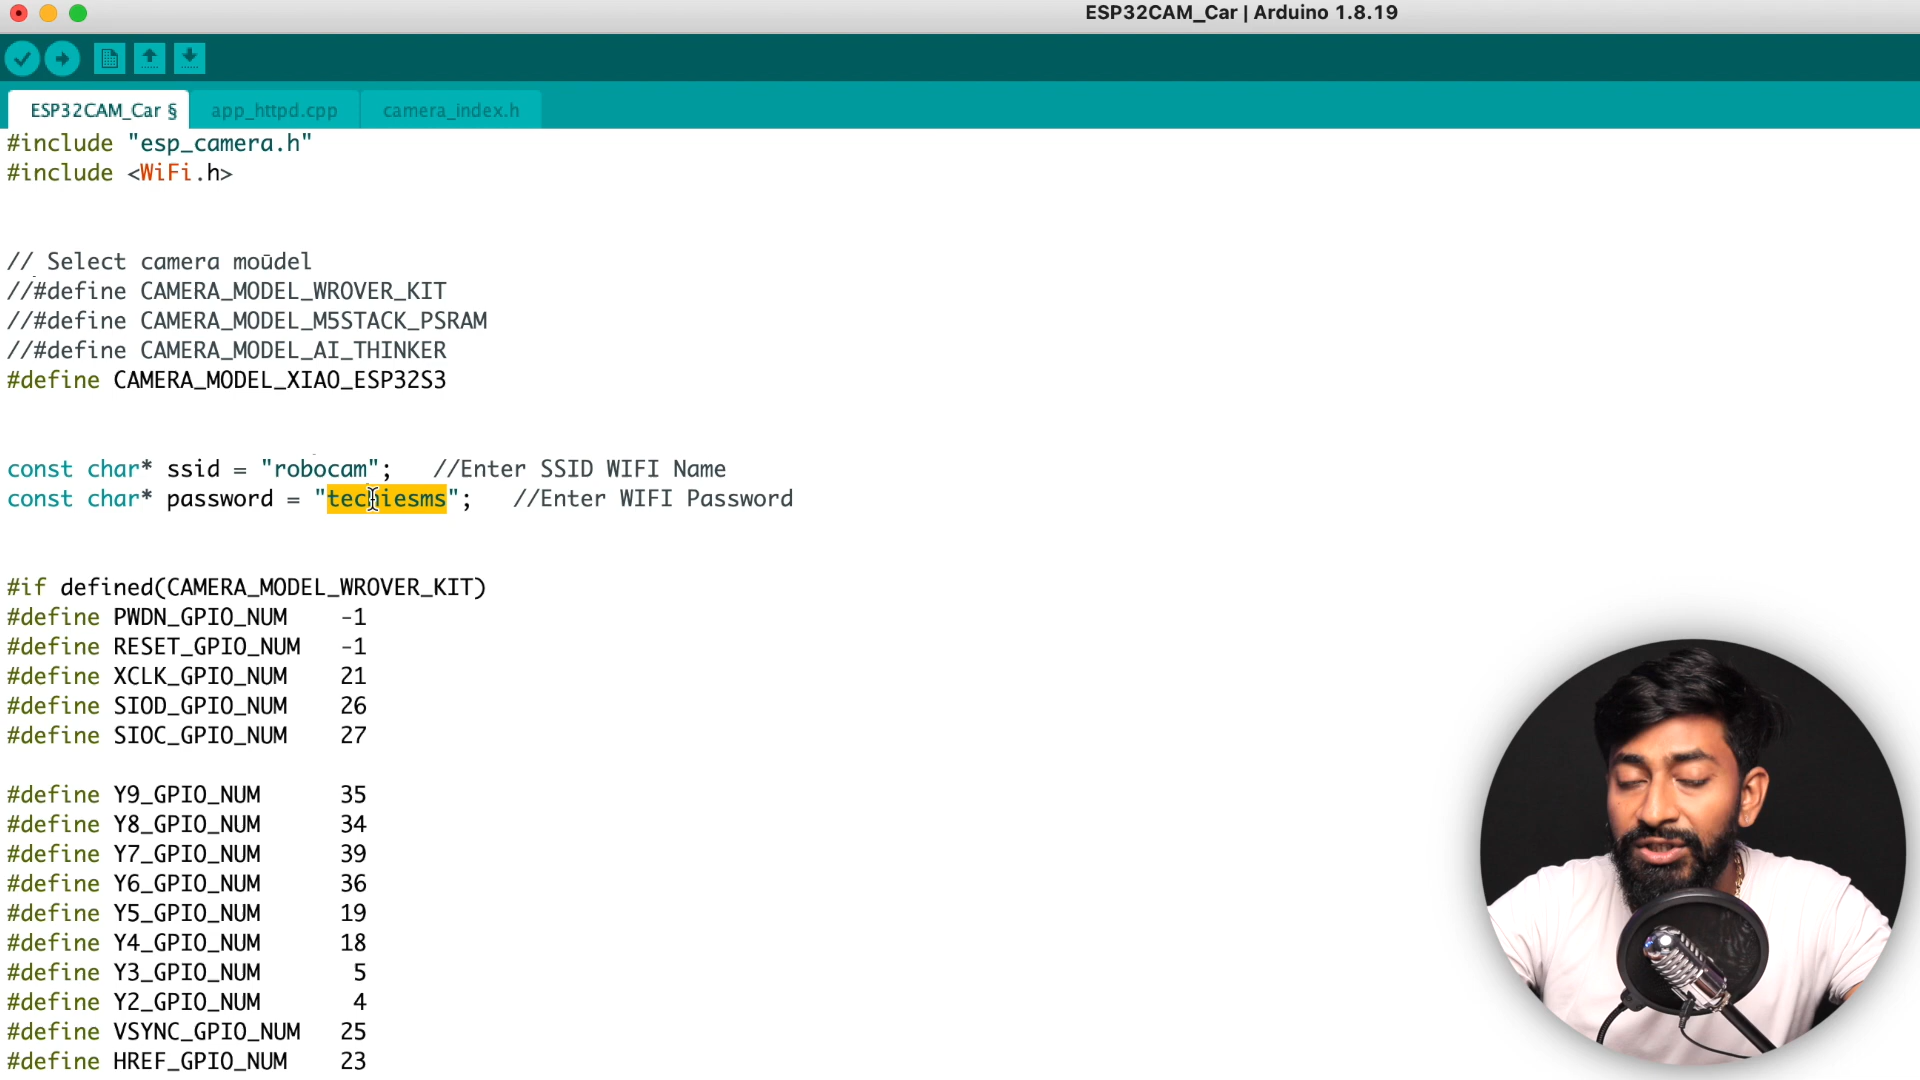 ESP32CAM_Car | Arduino 1.8.19
ESP32CAM_Car § app_httpd.cpp camera_index.h
#include "esp_camera.h"
#include <WiFi.h>
// Select camera moūdel
//#define CAMERA_MODEL_WROVER_KIT
//#define CAMERA_MODEL_M5STACK_PSRAM
//#define CAMERA_MODEL_AI_THINKER
#define CAMERA_MODEL_XIAO_ESP32S3
const char* ssid = "robocam"; //Enter SSID WIFI Name
const char* password = "techiesms"; //Enter WIFI Password
#if defined(CAMERA_MODEL_WROVER_KIT)
#define PWDN_GPIO_NUM -1
#define RESET_GPIO_NUM -1
#define XCLK_GPIO_NUM 21
#define SIOD_GPIO_NUM 26
#define SIOC_GPIO_NUM 27
#define Y9_GPIO_NUM 35
#define Y8_GPIO_NUM 34
#define Y7_GPIO_NUM 39
#define Y6_GPIO_NUM 36
#define Y5_GPIO_NUM 19
#define Y4_GPIO_NUM 18
#define Y3_GPIO_NUM 5
#define Y2_GPIO_NUM 4
#define VSYNC_GPIO_NUM 25
#define HREF_GPIO_NUM 23